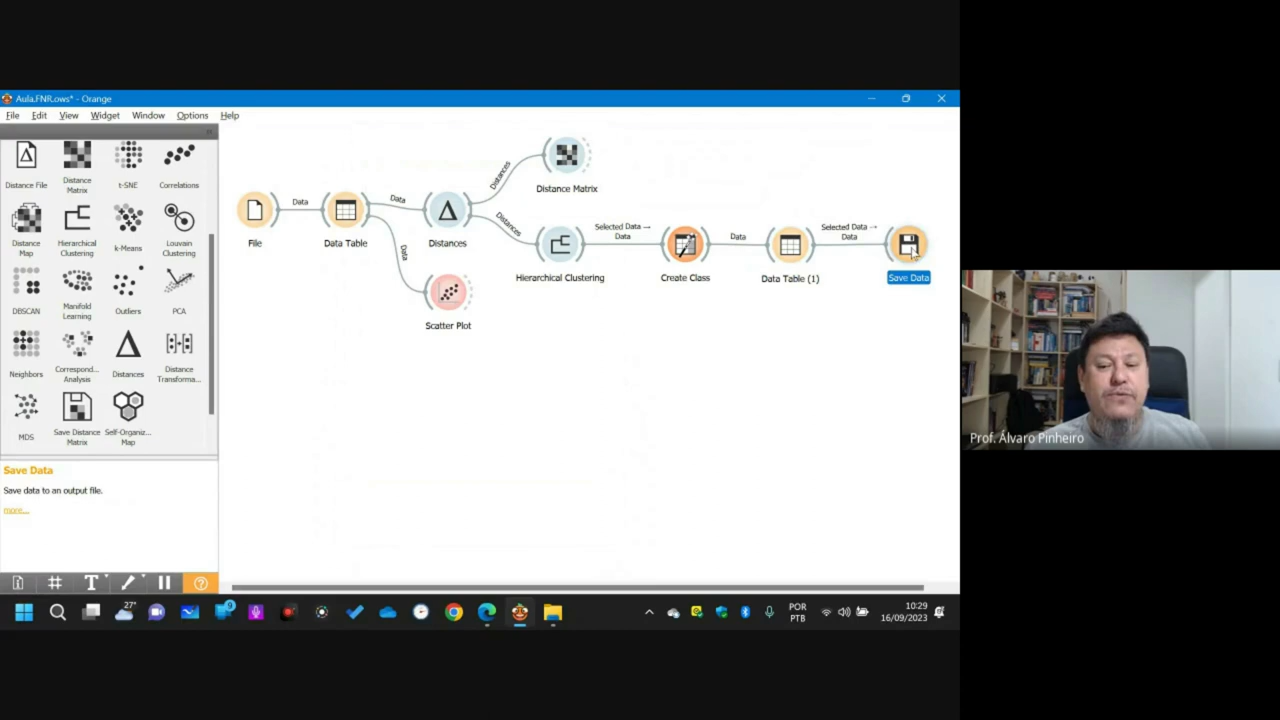 Aula.FNR.ows* - Orange
File Edit View Widget Window Options Help
Distance File
Distance Matrix
t-SNE
Correlations
Distance Map
Hierarchical Clustering
k-Means
Louvain Clustering
DBSCAN
Manifold Learning
Outliers
PCA
Neighbors
Correspond... Analysis
Distances
Distance Transforma...
MDS
Save Distance Matrix
Self-Organiz... Map
Save Data
Save data to an output file.
more...
File
Data
Data Table
Data
Data
Distances
Distances
Distances
Distance Matrix
Scatter Plot
Hierarchical Clustering
Selected Data → Data
Create Class
Data
Data Table (1)
Selected Data → Data
Save Data
Prof. Álvaro Pinheiro
27°
POR
PTB
10:29
16/09/2023